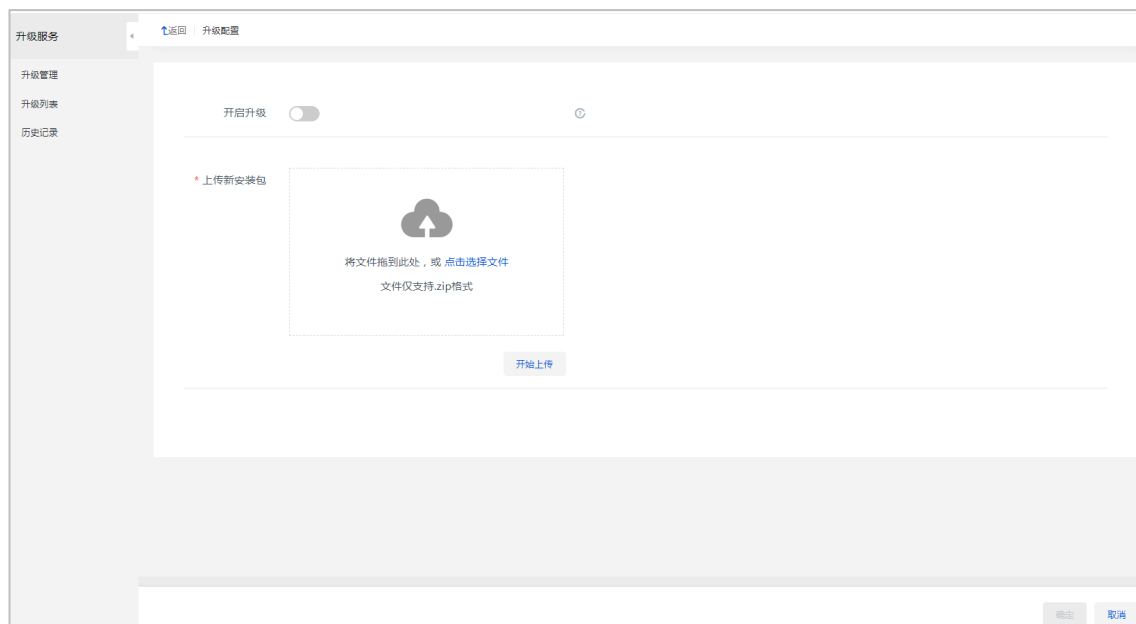 升级服务
返回 升级配置
升级管理
升级列表
历史记录
开启升级
* 上传新安装包
将文件拖到此处，或 点击选择文件
文件仅支持.zip格式
开始上传
确定 取消